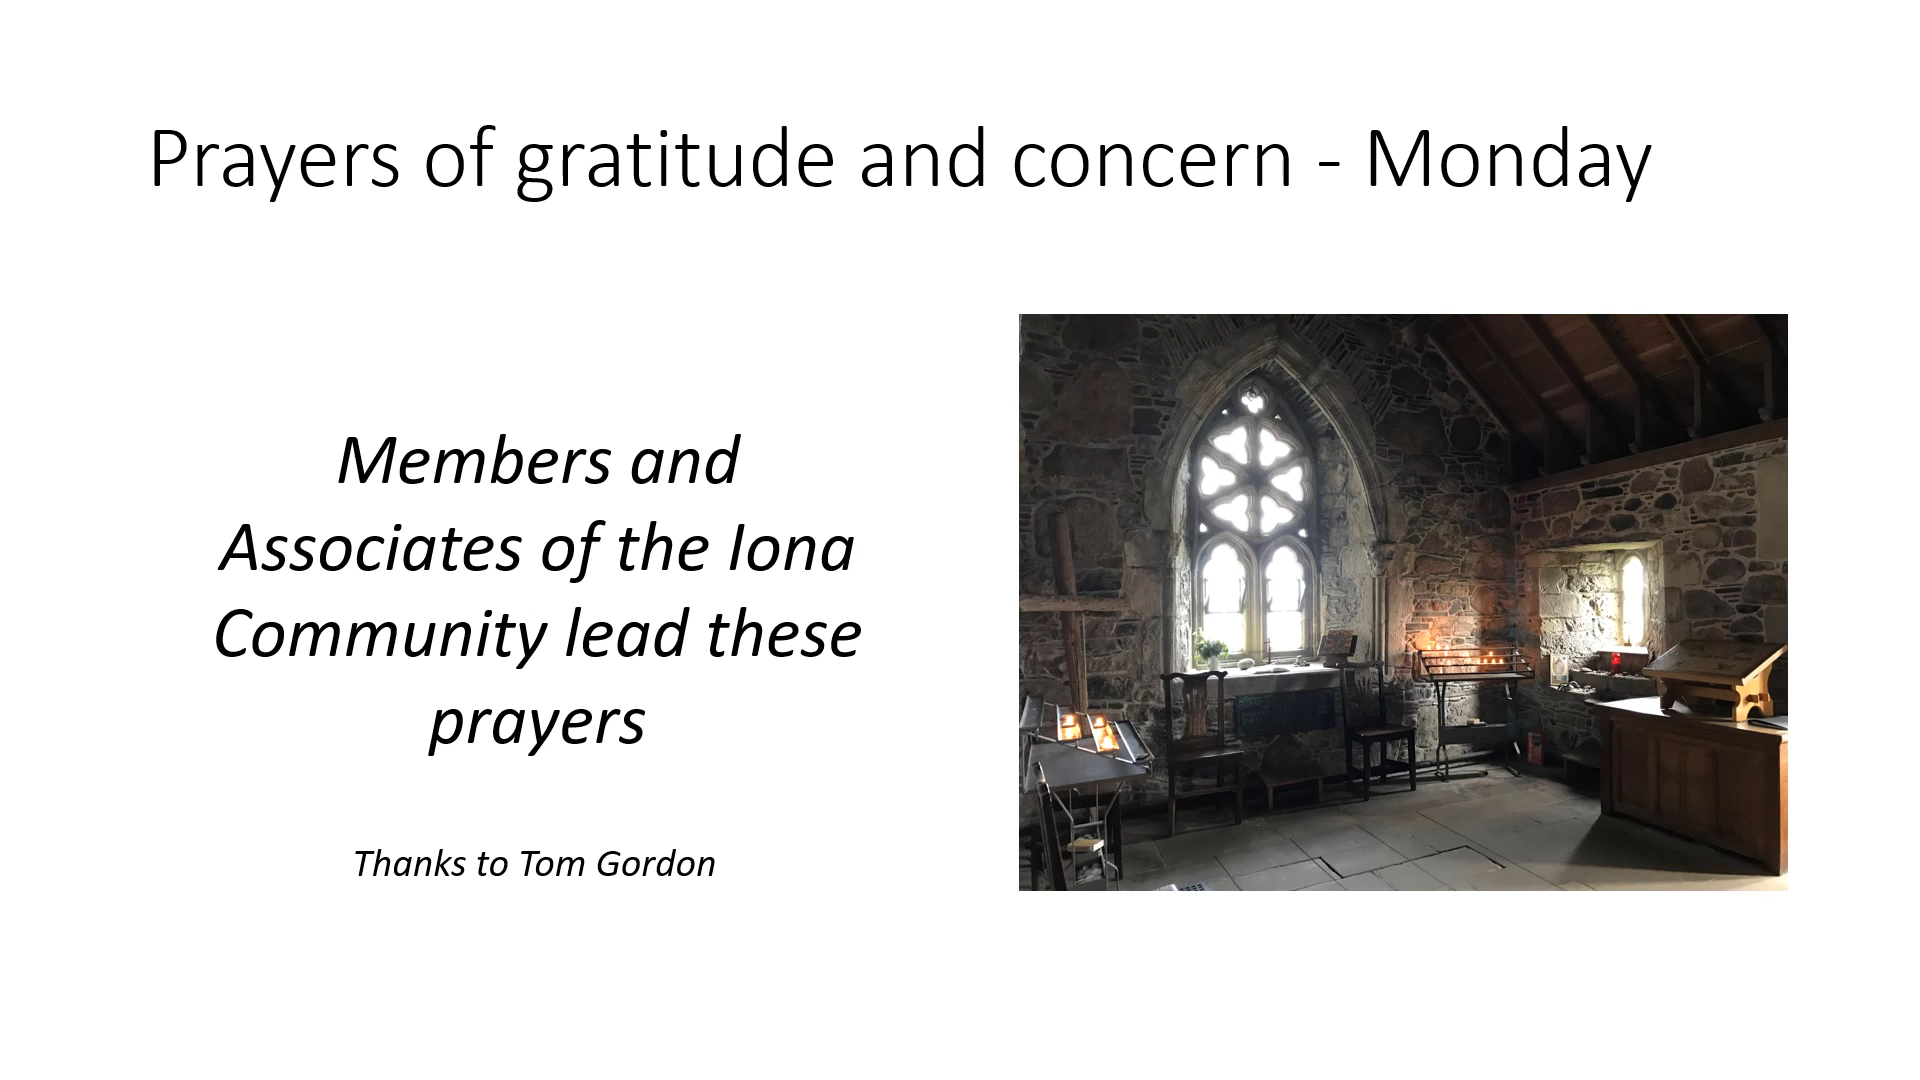 Prayers of gratitude and concern - Monday
Members and
Associates of the Iona
Community lead these
prayers
Thanks to Tom Gordon